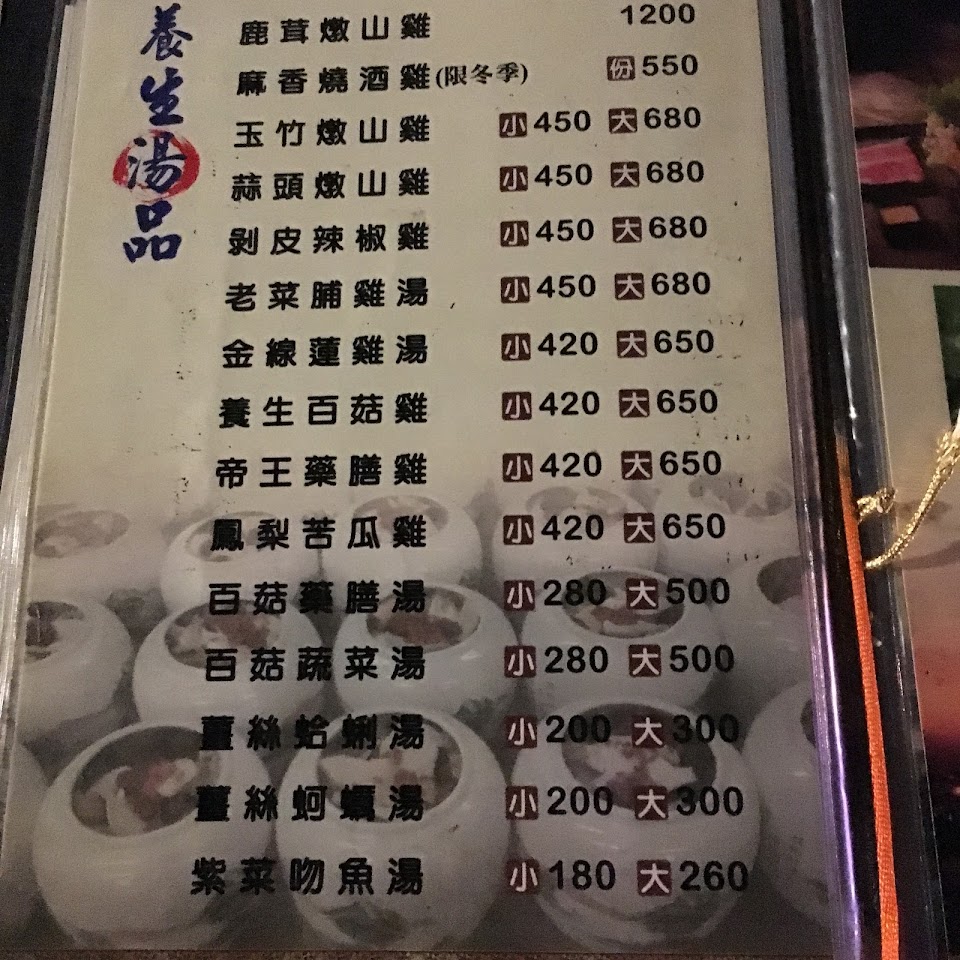 養生湯品
鹿茸燉山雞 1200
麻香燒酒雞(限冬季) 份550
玉竹燉山雞 小450 大680
蒜頭燉山雞 小450 大680
剝皮辣椒雞 小450 大680
老菜脯雞湯 小450 大680
金線蓮雞湯 小420 大650
養生百菇雞 小420 大650
帝王藥膳雞 小420 大650
鳳梨苦瓜雞 小420 大650
百菇藥膳湯 小280 大500
百菇蔬菜湯 小280 大500
薑絲蛤蜊湯 小200 大300
薑絲蚵蠣湯 小200 大300
紫菜吻魚湯 小180 大260